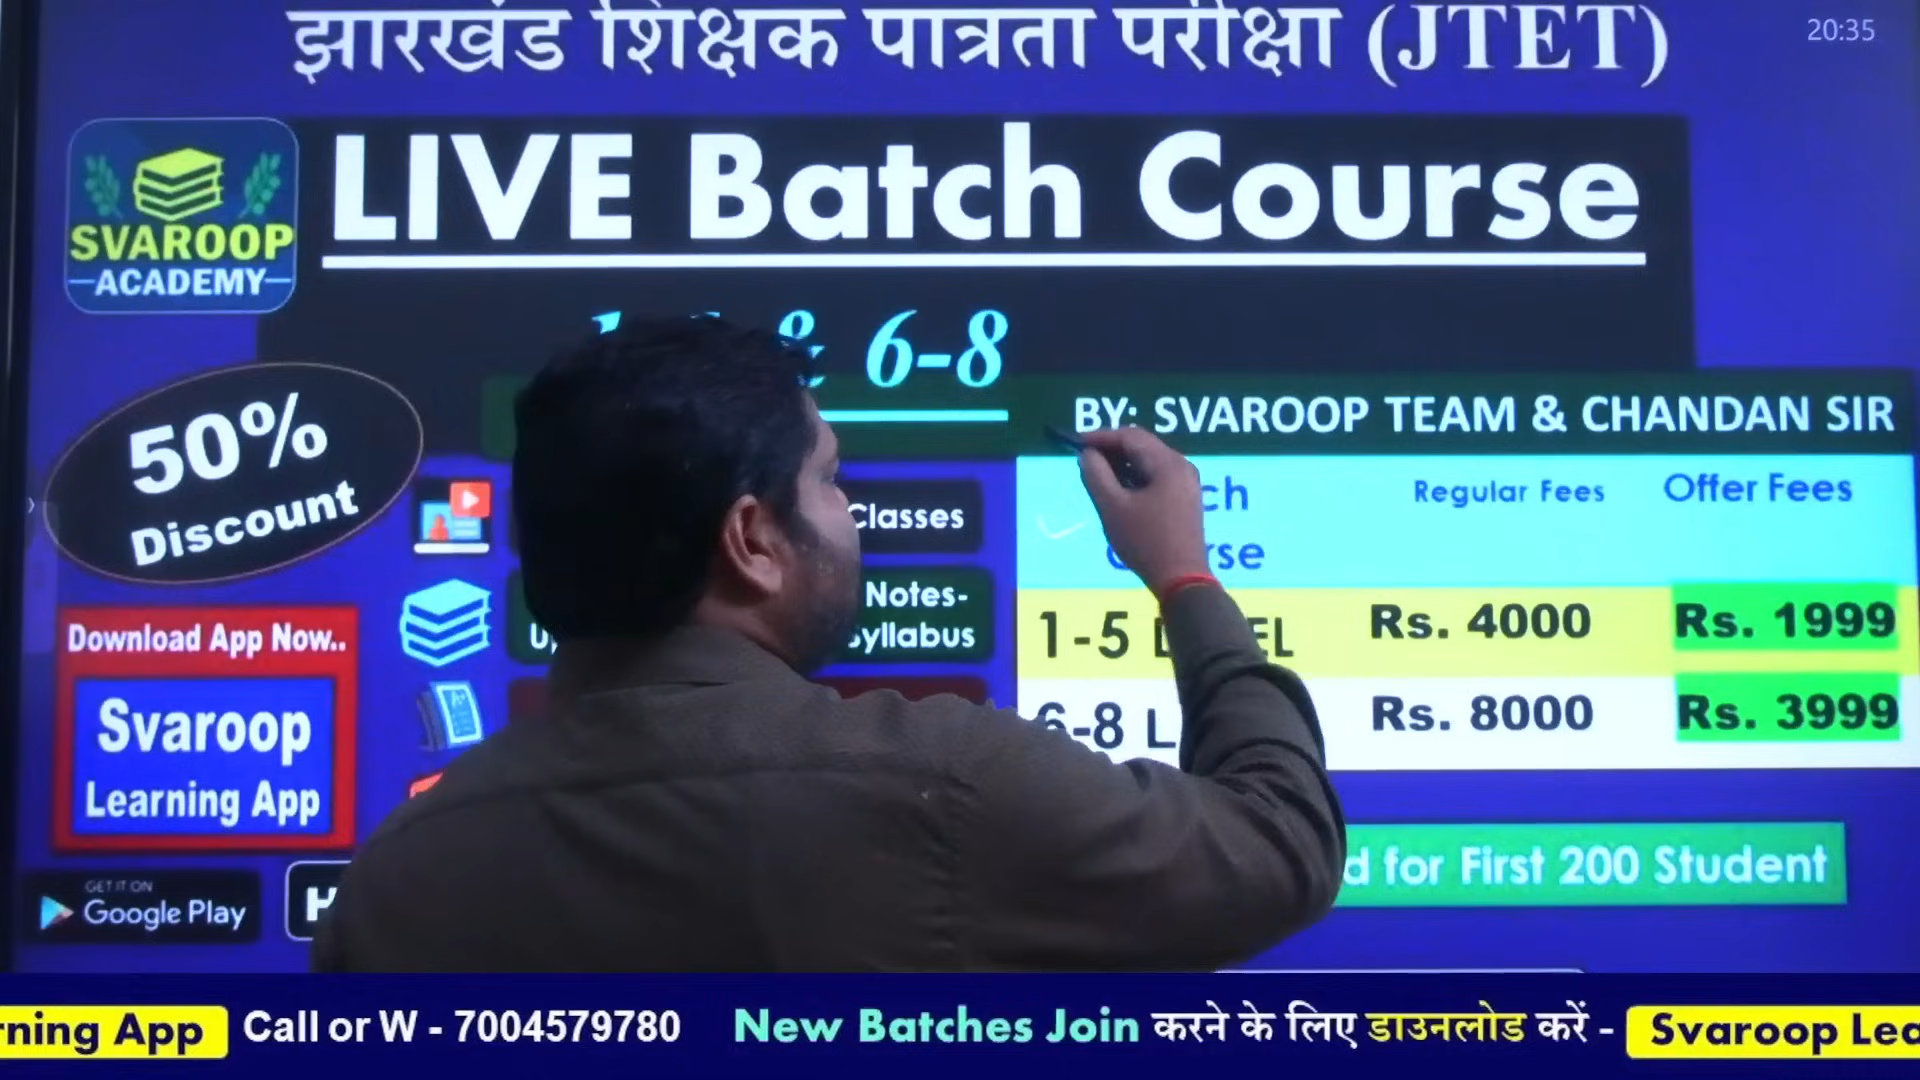 झारखंड शिक्षक पात्रता परीक्षा (JTET)
20:35
LIVE Batch Course
SVAROOP
ACADEMY
& 6-8
BY: SVAROOP TEAM & CHANDAN SIR
50%
Discount
Classes
Notes-
Syllabus
Regular Fees Offer Fees
1-5 Rs. 4000 Rs. 1999
6-8 Rs. 8000 Rs. 3999
Download App Now..
Svaroop
Learning App
for First 200 Student
GET IT ON
Google Play
App Call or W - 7004579780 New Batches Join करने के लिए डाउनलोड करें - Svaroop